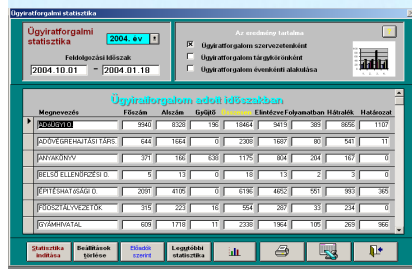 Ügyiratforgalmi statisztika
Ügyiratforgalmi
statisztika
2004. év
Feldolgozási Időszak
2004.10.01 - 2004.01.18
Az eredmény tartalma
Ügyiratforgalom szervezetenként
Ügyiratforgalom tárgykörönként
Ügyiratforgalom évenkénti alakulása
Ügyiratforgalom adott időszakban
Megnevezés Főszám Alszám Gyűjtő Összesen Elintézve Folyamatban Hátralék Határozat
ADÓÜGYI O. 9940 8328 196 18464 9419 389 8656 1107
ADÓVÉGREHAJTÁSI TÁRS. 644 1664 0 2308 1687 80 541 11
ANYAKÖNYV 371 166 638 1175 804 204 167 0
BELSŐ ELLENŐRZÉSI O. 5 13 0 18 13 2 3 0
ÉPÍTÉSHATÓSÁGI O. 2091 4105 0 6196 4652 551 993 365
FŐOSZTÁLYVEZETŐK 315 223 16 554 287 33 234 0
GYÁMHIVATAL 609 1718 11 2338 1964 105 269 966
Statisztika indítása
Beállítások törlése
Előadók szerint
Legytöbbi statisztika